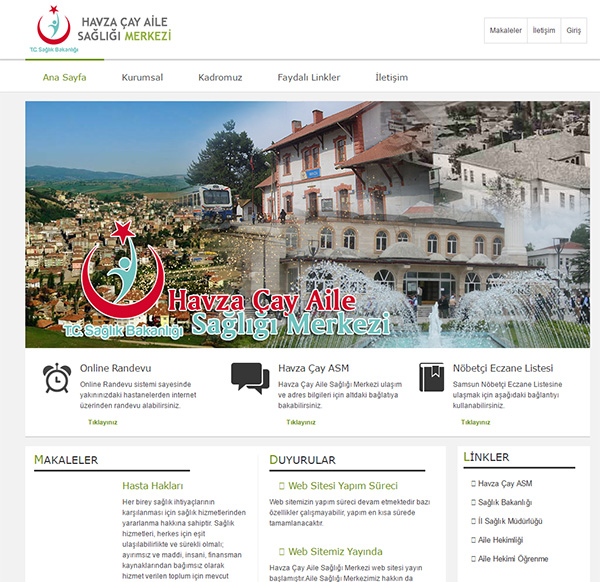 T.C. Sağlık Bakanlığı
HAVZA ÇAY AİLE
SAĞLIĞI MERKEZİ
Makaleler İletişim Giriş
Ana Sayfa Kurumsal Kadromuz Faydalı Linkler İletişim
T.C. Sağlık Bakanlığı
Havza Çay Aile
Sağlığı Merkezi
Online Randevu
Online Randevu sistemi sayesinde
yakınınızdaki hastanelerden internet
üzerinden randevu alabilirsiniz.
Tıklayınız
Havza Çay ASM
Havza Çay Aile Sağlığı Merkezi ulaşım
ve adres bilgileri için altdaki bağlatıya
bakabilirsiniz.
Tıklayınız
Nöbetçi Eczane Listesi
Samsun Nöbetçi Eczane Listesine
ulaşmak için aşağıdaki bağlantıyı
kullanabilirsiniz.
Tıklayınız
MAKALELER
Hasta Hakları
Her birey sağlık ihtiyaçlarının
karşılanması için sağlık hizmetlerinden
yararlanma hakkına sahiptir. Sağlık
hizmetleri, herkes için eşit
ulaşılabilirlikte ve sürekli olmalı;
ayırımsız ve maddi, insani, finansman
kaynaklarından bağımsız olarak
hizmet verilen toplum için mevcut
DUYURULAR
Web Sitesi Yapım Süreci
Web sitemizin yapım süreci devam etmektedir bazı
özellikler çalışmayabilir, yapım en kısa sürede
tamamlanacaktır.
Web Sitemiz Yayında
Havza Çay Aile Sağlığı Merkezi web sitesi yayın
başlamıştır.Aile Sağlığı Merkezimiz hakkın da
LİNKLER
Havza Çay ASM
Sağlık Bakanlığı
İl Sağlık Müdürlüğü
Aile Hekimliği
Aile Hekimi Öğrenme